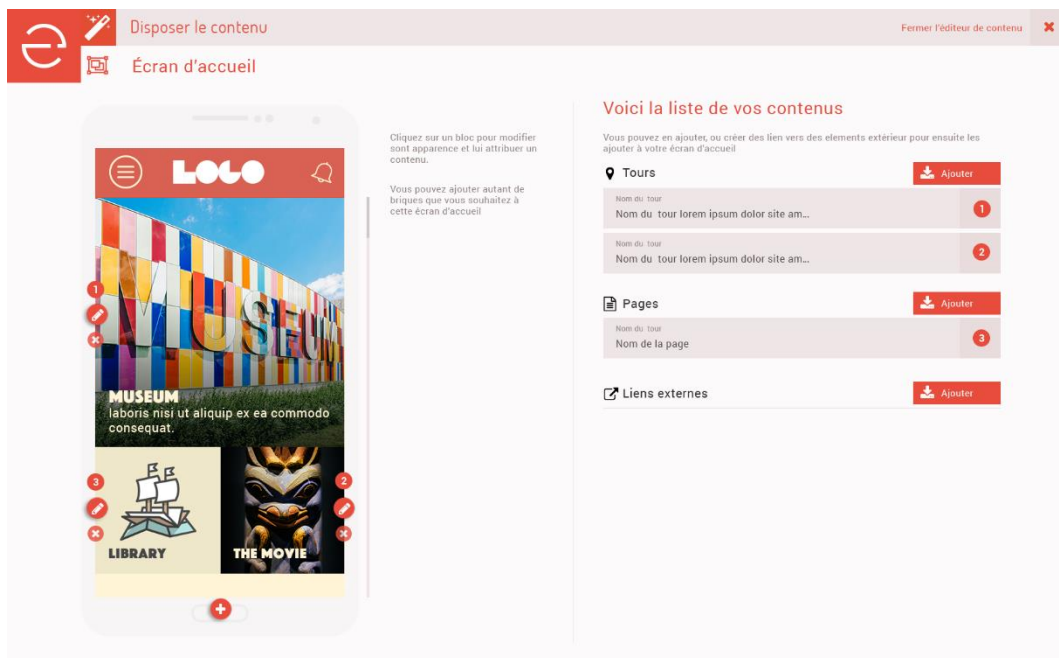 Disposer le contenu
Fermer l'éditeur de contenu
Écran d'accueil
LOGO
MUSEUM
MUSEUM
laboris nisi ut aliquip ex ea commodo
consequat.
LIBRARY
THE MOVIE
1
3
2
Cliquez sur un bloc pour modifier
sont apparence et lui attribuer un
contenu.
Vous pouvez ajouter autant de
briques que vous souhaitez à
cette écran d'accueil
Voici la liste de vos contenus
Vous pouvez en ajouter, ou créer des lien vers des elements extérieur pour ensuite les
ajouter à votre écran d'accueil
Tours
Ajouter
Nom du tour
Nom du tour lorem ipsum dolor site am...
1
Nom du tour
Nom du tour lorem ipsum dolor site am...
2
Pages
Ajouter
Nom du tour
Nom de la page
3
Liens externes
Ajouter